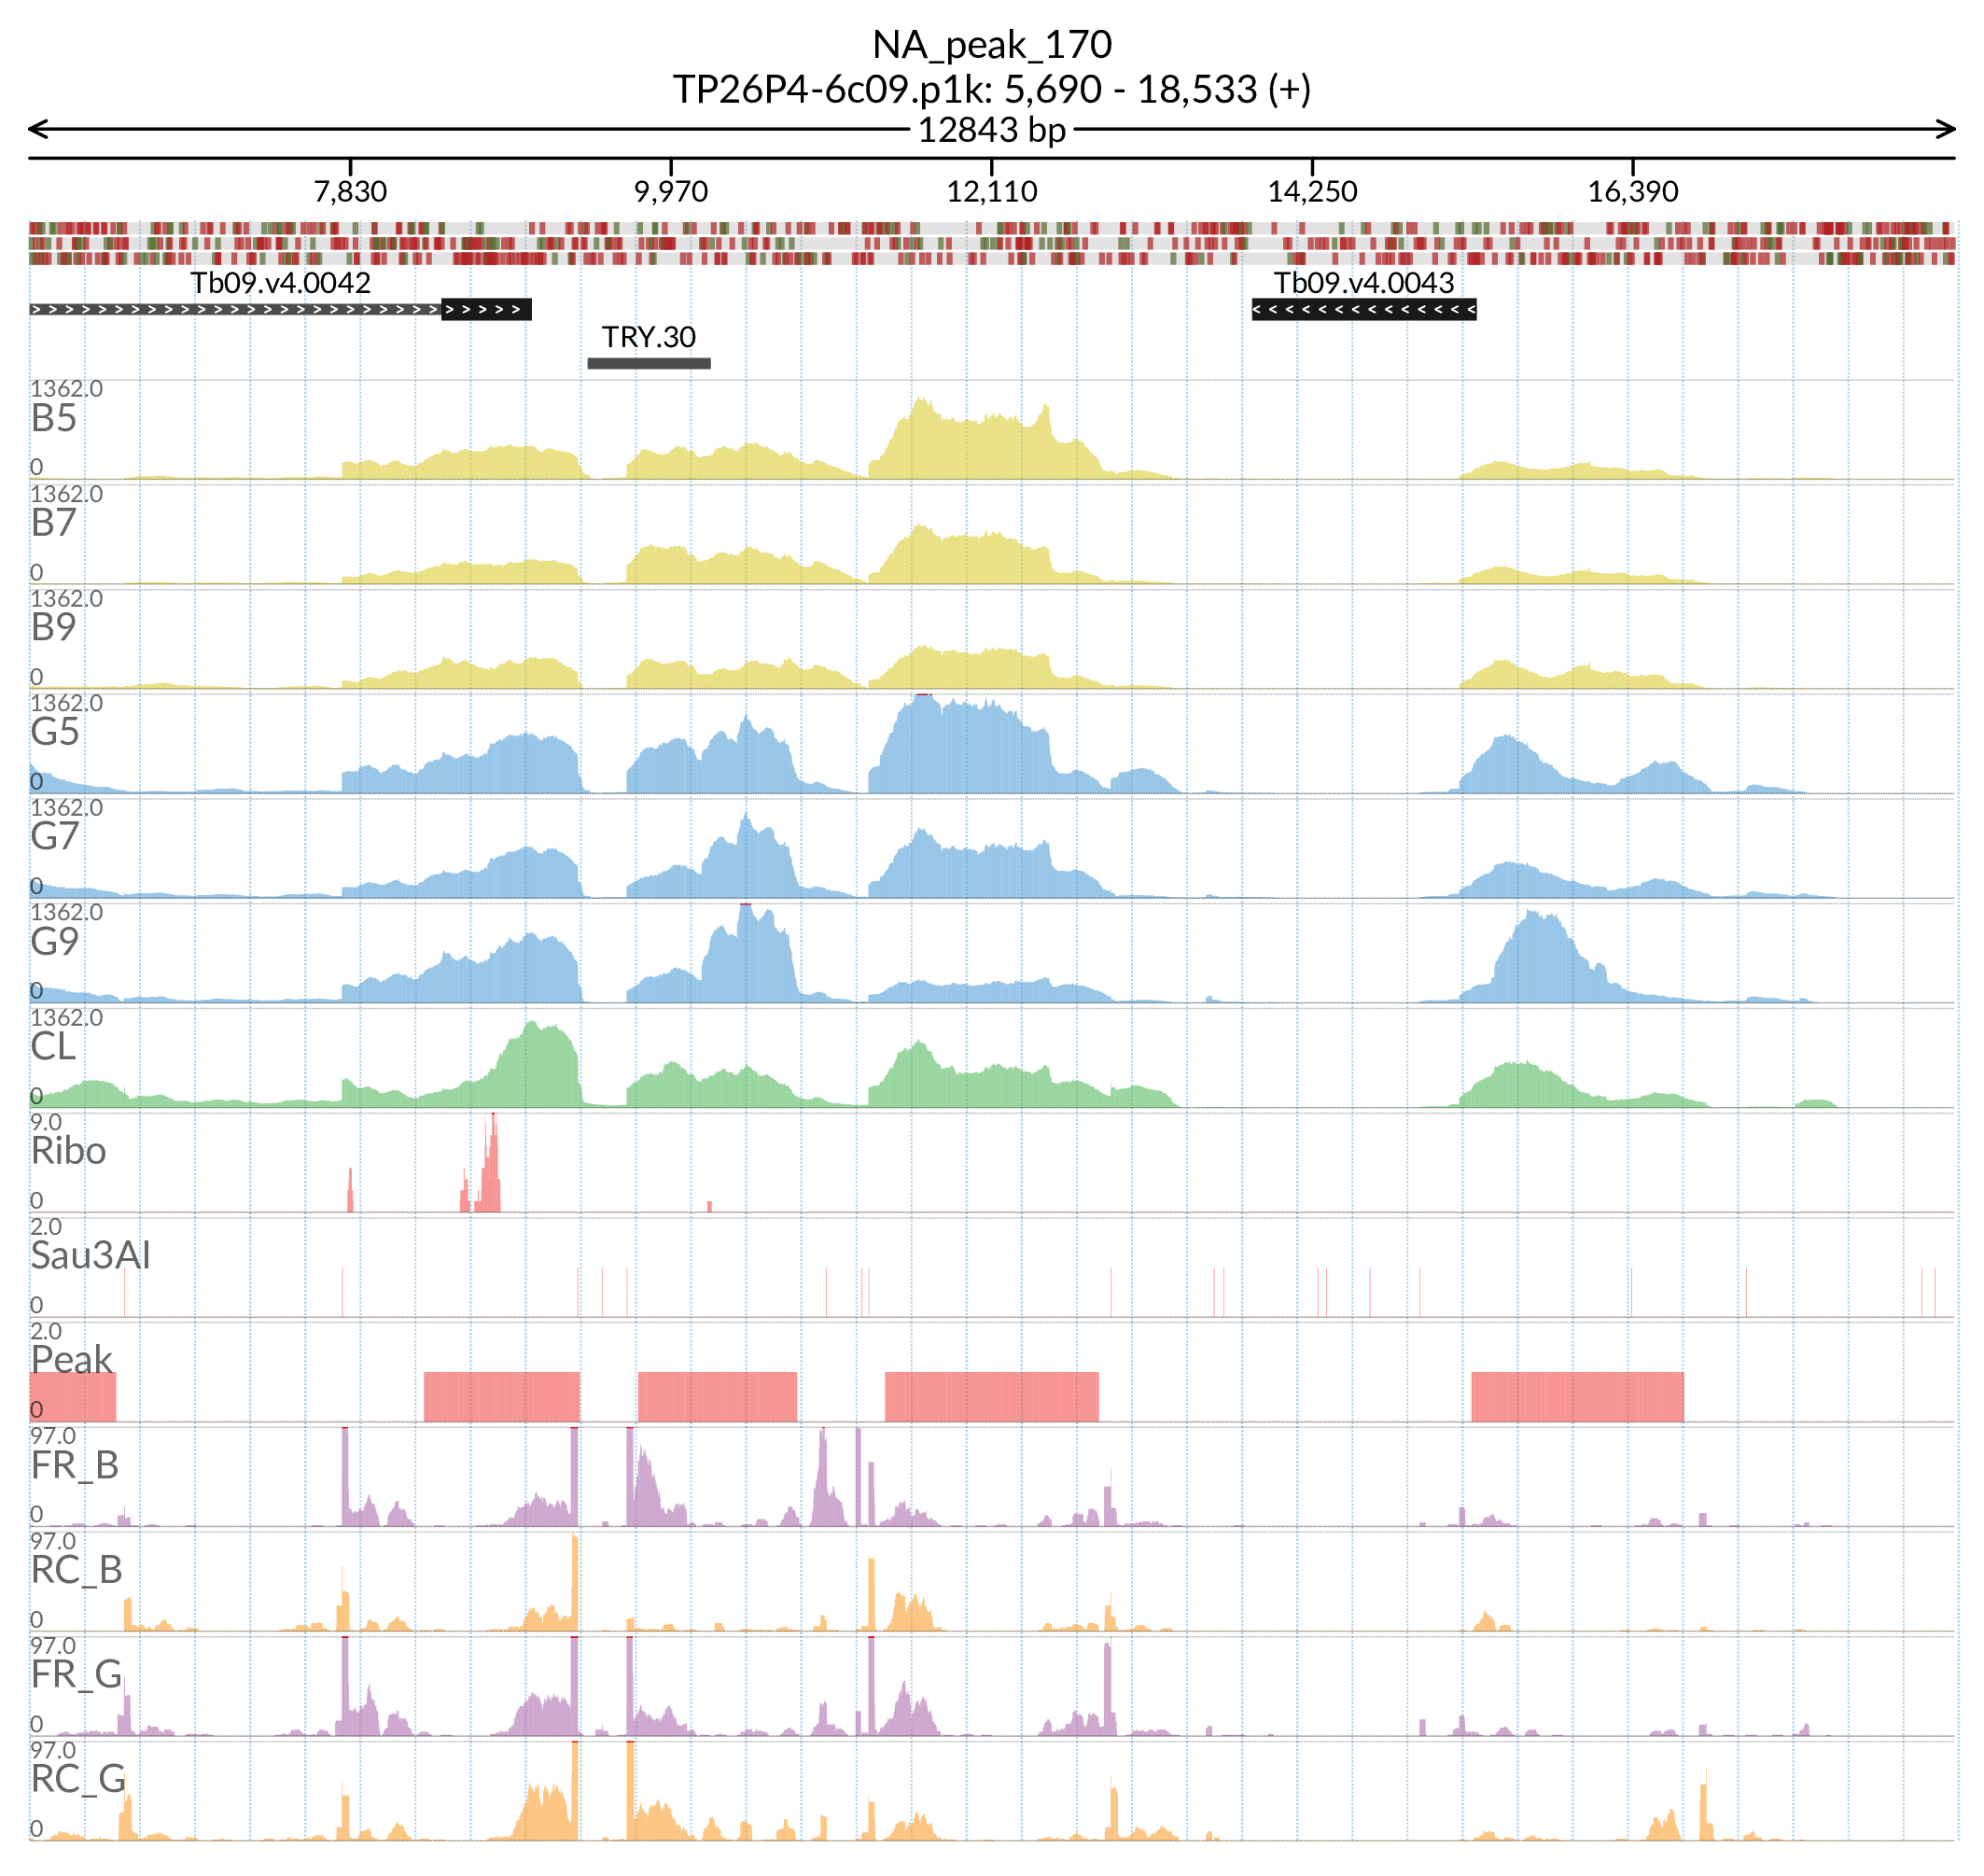 NA_peak_170
TP26P4-6c09.p1k: 5,690 - 18,533 (+)
12843 bp
7,830 9,970 12,110 14,250 16,390
Tb09.v4.0042 Tb09.v4.0043
TRY.30
1362.0
B5
0
1362.0
B7
0
1362.0
B9
0
1362.0
G5
0
1362.0
G7
0
1362.0
G9
0
1362.0
CL
0
9.0
Ribo
0
2.0
Sau3AI
0
2.0
Peak
0
97.0
FR_B
0
97.0
RC_B
0
97.0
FR_G
0
97.0
RC_G
0